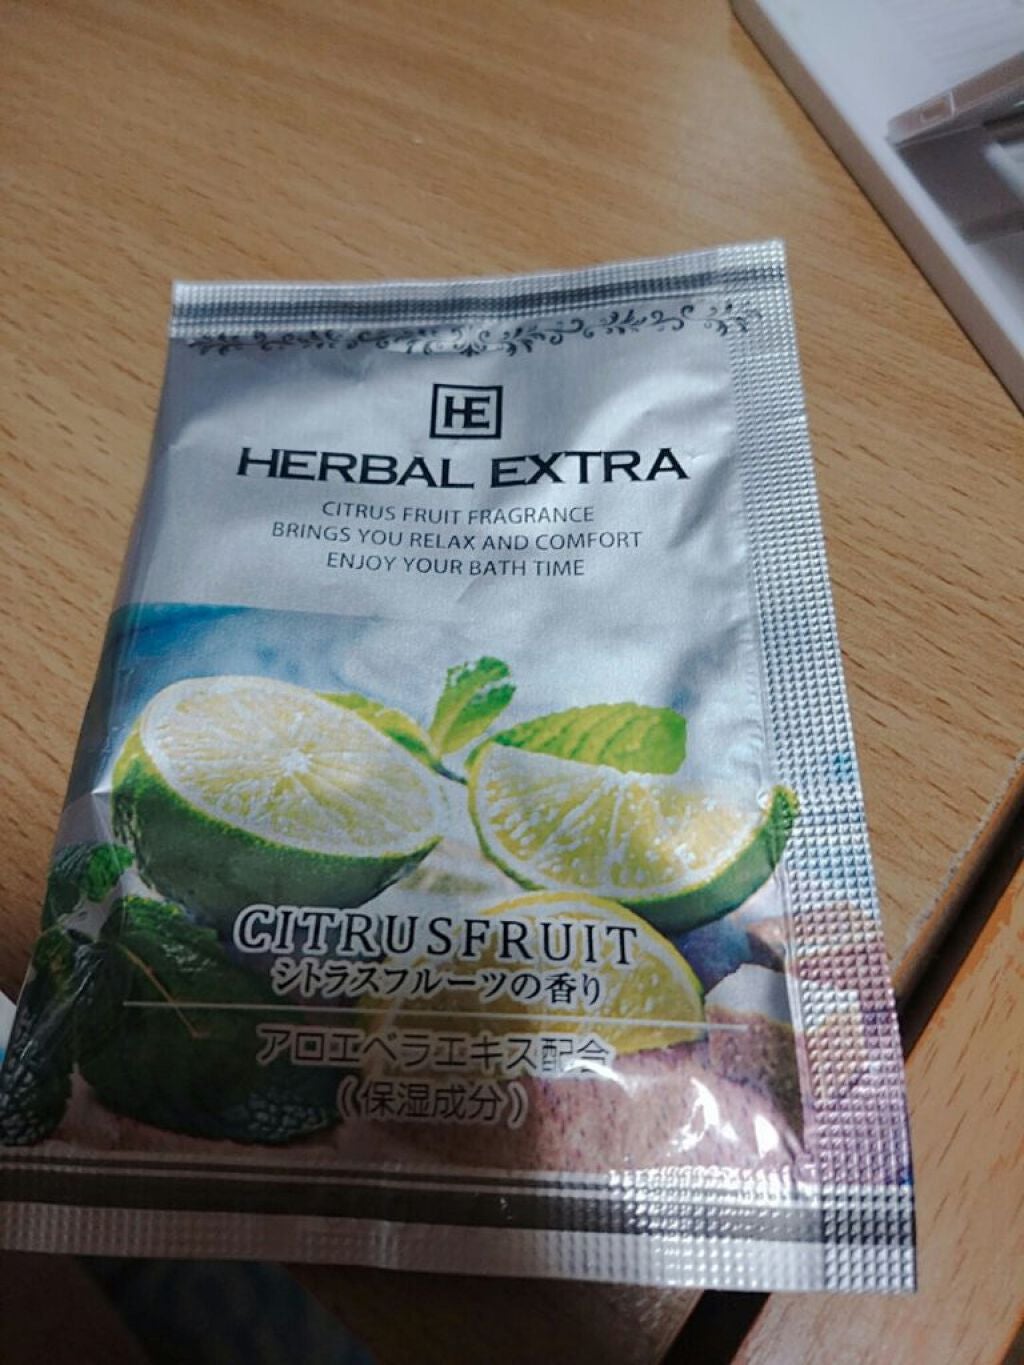 HE
HERBAL EXTRA
CITRUS FRUIT FRAGRANCE
BRINGS YOU RELAX AND COMFORT
ENJOY YOUR BATH TIME
CITRUSFRUIT
シトラスフルーツの香り
アロエベラエキス配合
(保湿成分)